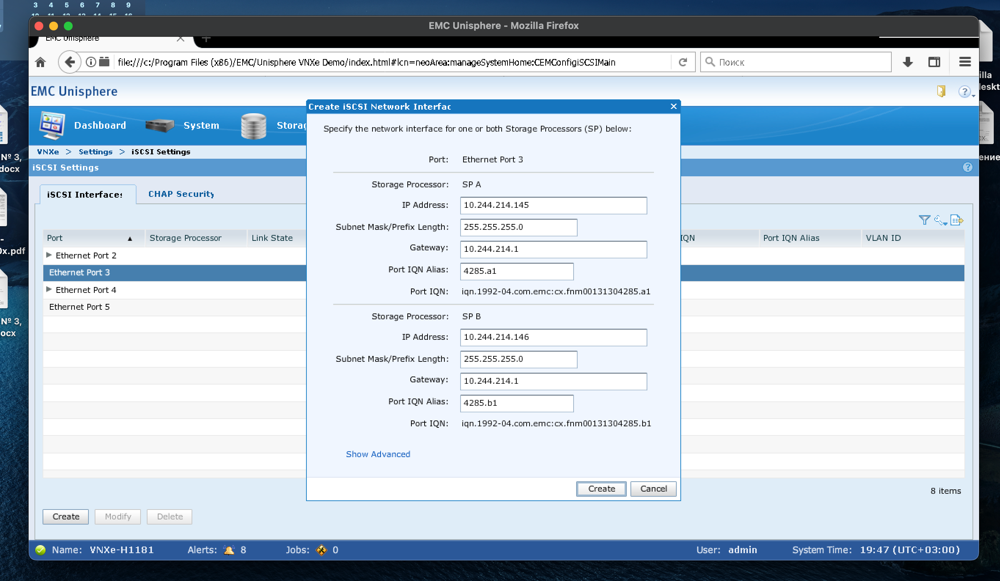 3 4 5 6 7 8 9
EMC Unisphere - Mozilla Firefox
EMC Unisphere
file:///c:/Program Files (x86)/EMC/Unisphere VNXe Demo/index.html#lcn=neoArea:manageSystemHome:CEMConfigiSCSIMain
Поиск
EMC Unisphere
Dashboard
System
Storag
VNXe > Settings > iSCSI Settings
iSCSI Settings
iSCSI Interfaces
CHAP Security
Port
Storage Processor
Link State
IQN
Port IQN Alias
VLAN ID
Ethernet Port 2
Ethernet Port 3
Ethernet Port 4
Ethernet Port 5
8 items
Create
Modify
Delete
Create iSCSI Network Interfac
Specify the network interface for one or both Storage Processors (SP) below:
Port: Ethernet Port 3
Storage Processor: SP A
IP Address: 10.244.214.145
Subnet Mask/Prefix Length: 255.255.255.0
Gateway: 10.244.214.1
Port IQN Alias: 4285.a1
Port IQN: iqn.1992-04.com.emc:cx.fnm00131304285.a1
Storage Processor: SP B
IP Address: 10.244.214.146
Subnet Mask/Prefix Length: 255.255.255.0
Gateway: 10.244.214.1
Port IQN Alias: 4285.b1
Port IQN: iqn.1992-04.com.emc:cx.fnm00131304285.b1
Show Advanced
Create
Cancel
Name: VNXe-H1181
Alerts: 8
Jobs: 0
User: admin
System Time: 19:47 (UTC+03:00)
№ 3,
docx
0x.pdf
№ 3,
ocx
illa
deskt
ение